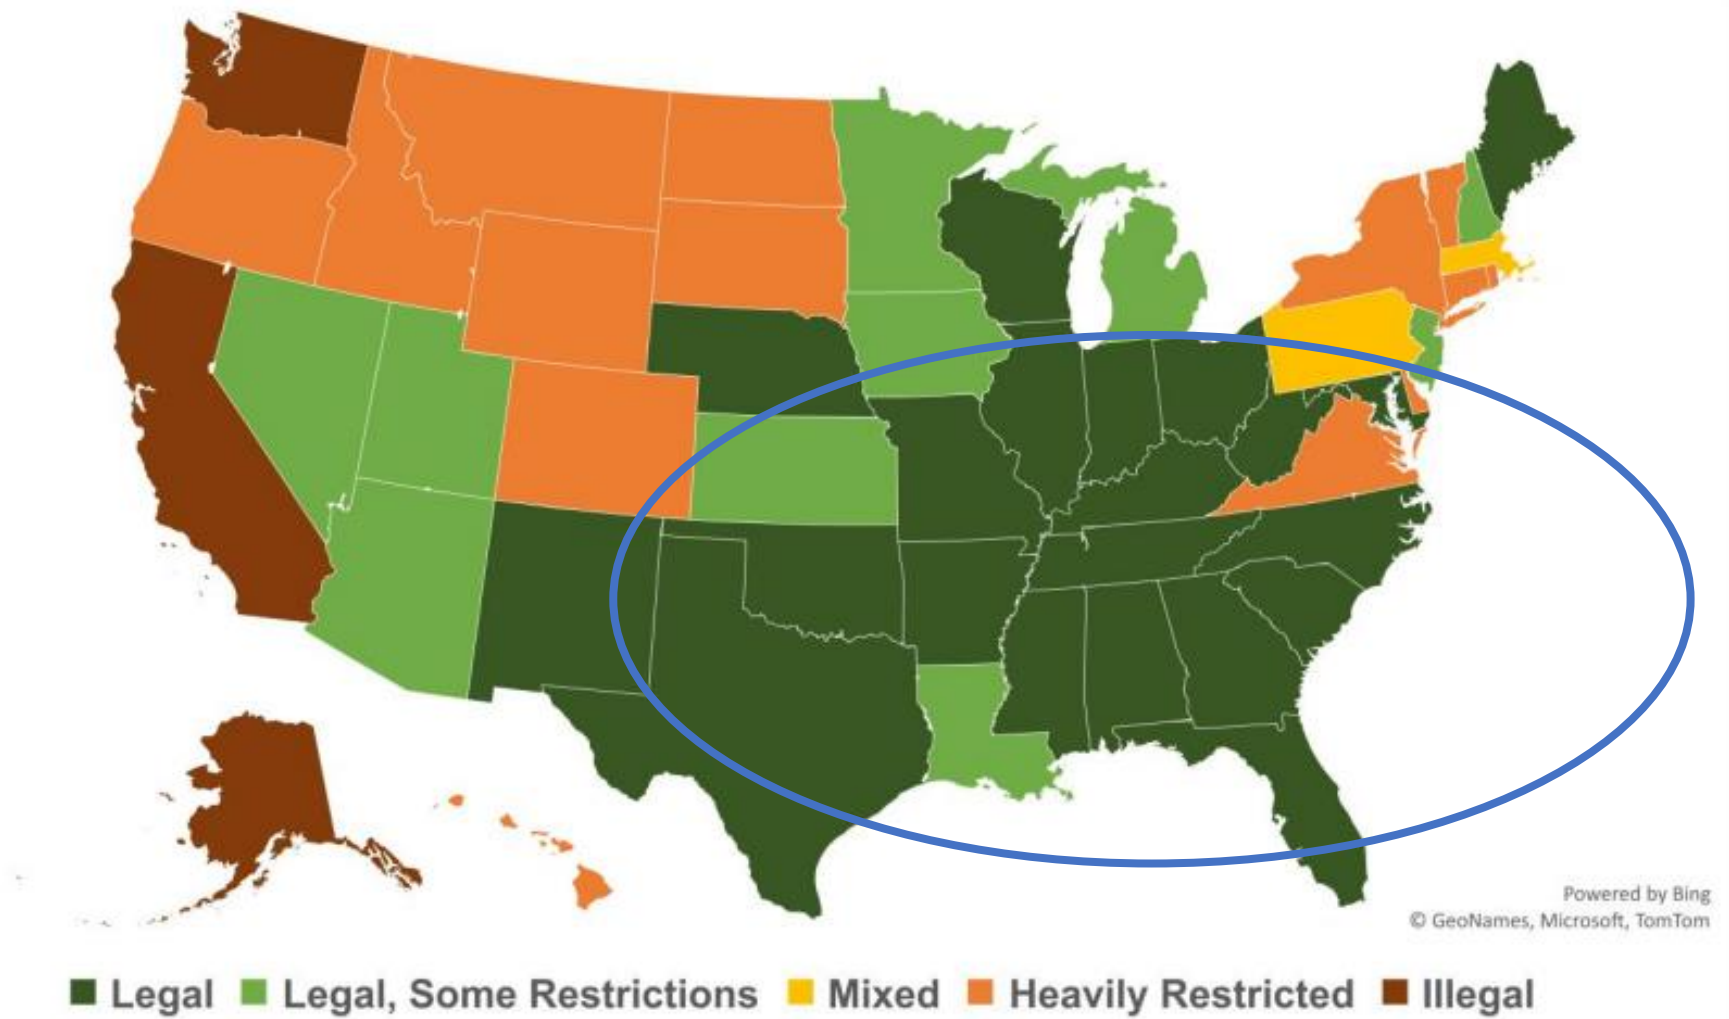 Powered by Bing
© GeoNames, Microsoft, TomTom
Legal Legal, Some Restrictions Mixed Heavily Restricted Illegal